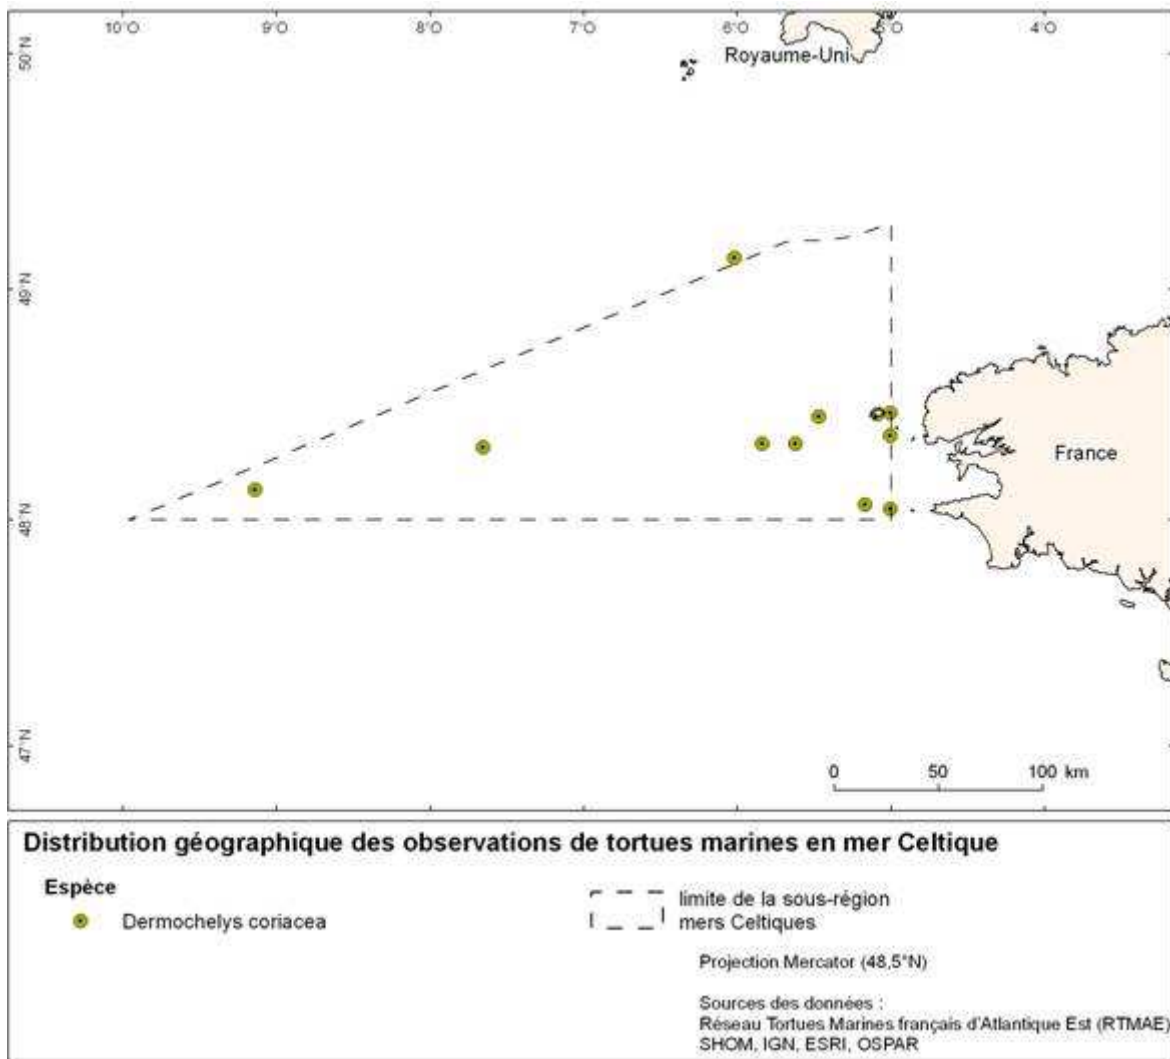 10°O 9°O 8°O 7°O 6°O 5°O 4°O
50°N
Royaume-Uni
49°N
France
48°N
47°N
0 50 100 km
Distribution géographique des observations de tortues marines en mer Celtique
Espèce
Dermochelys coriacea
limite de la sous-région
mers Celtiques
Projection Mercator (48,5°N)
Sources des données :
Réseau Tortues Marines français d'Atlantique Est (RTMAE)
SHOM, IGN, ESRI, OSPAR